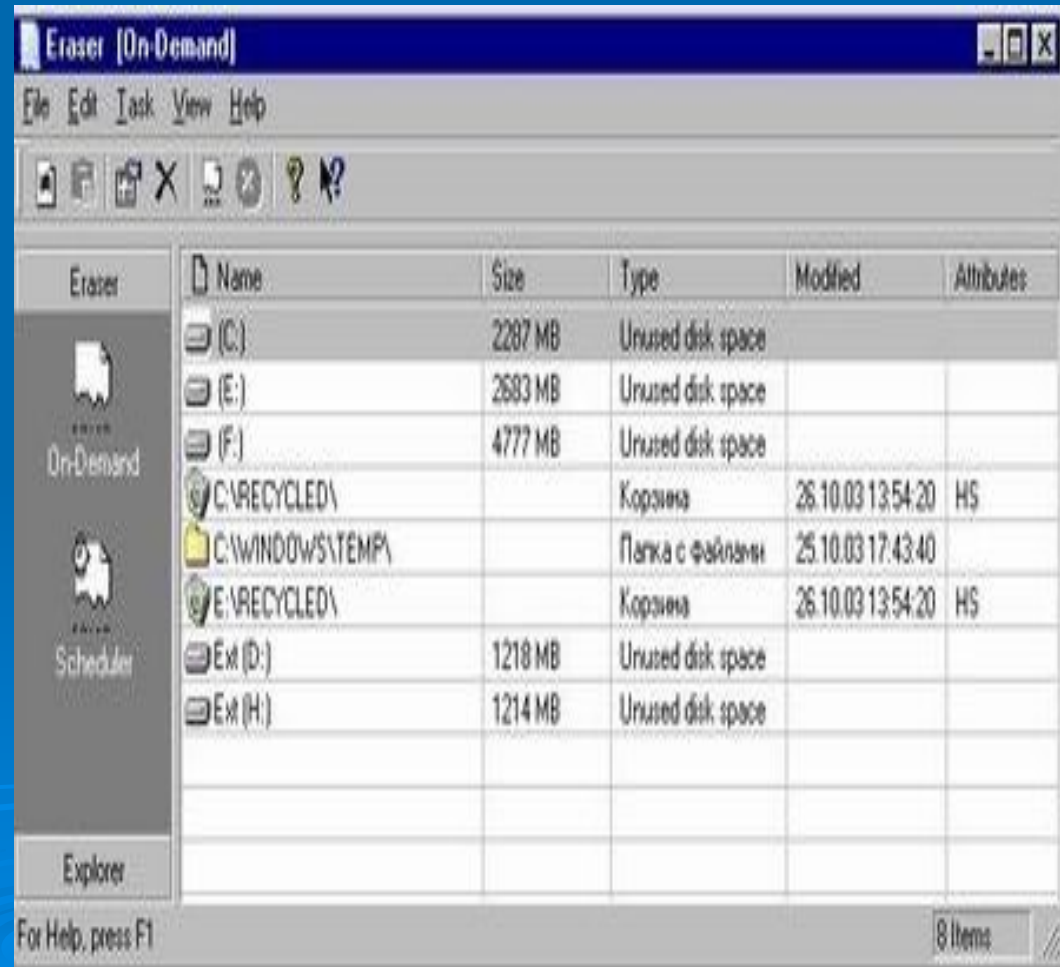 Eraser [On-Demand]
File Edit Task View Help
Eraser
On-Demand
Scheduler
Explorer
Name Size Type Modified Attributes
(C:) 2287 MB Unused disk space
(E:) 2683 MB Unused disk space
(F:) 4777 MB Unused disk space
C:\RECYCLED\ Корзина 26.10.03 13:54:20 HS
C:\WINDOWS\TEMP\ Папка с файлами 25.10.03 17:43:40
E:\RECYCLED\ Корзина 26.10.03 13:54:20 HS
Ext (D:) 1218 MB Unused disk space
Ext (H:) 1214 MB Unused disk space
For Help, press F1 8 Items